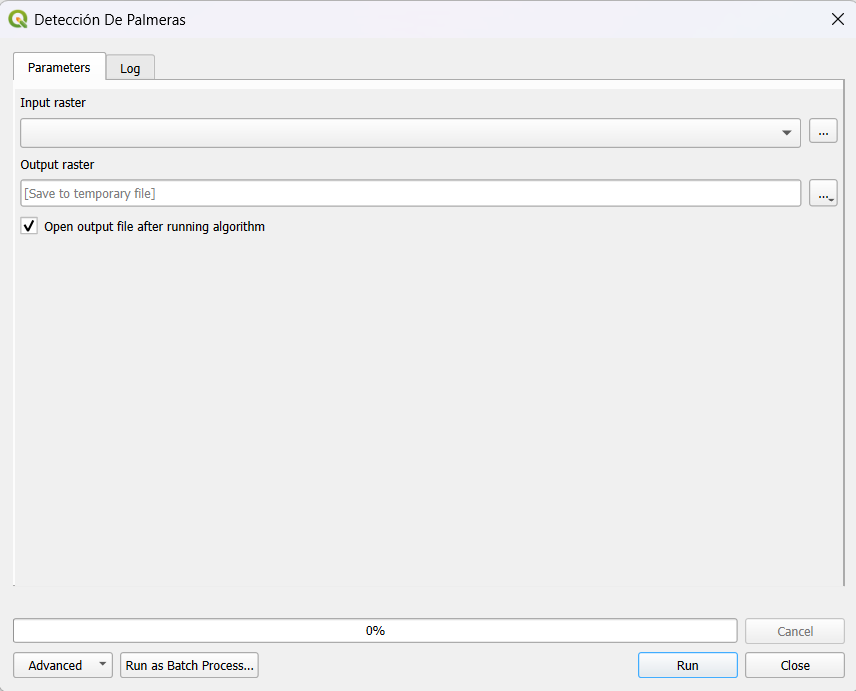 Detección De Palmeras
Parameters
Log
Input raster
...
Output raster
[Save to temporary file]
...
Open output file after running algorithm
0%
Cancel
Advanced
Run as Batch Process...
Run
Close